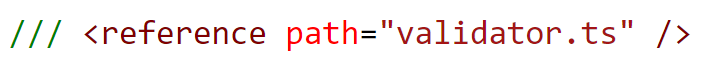 /// <reference path="validator.ts" />